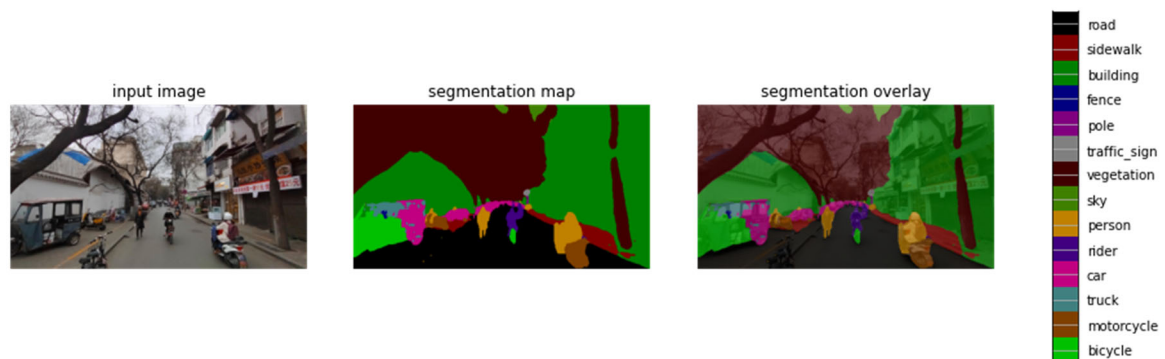 input image
segmentation map
segmentation overlay
road
sidewalk
building
fence
pole
traffic_sign
vegetation
sky
person
rider
car
truck
motorcycle
bicycle